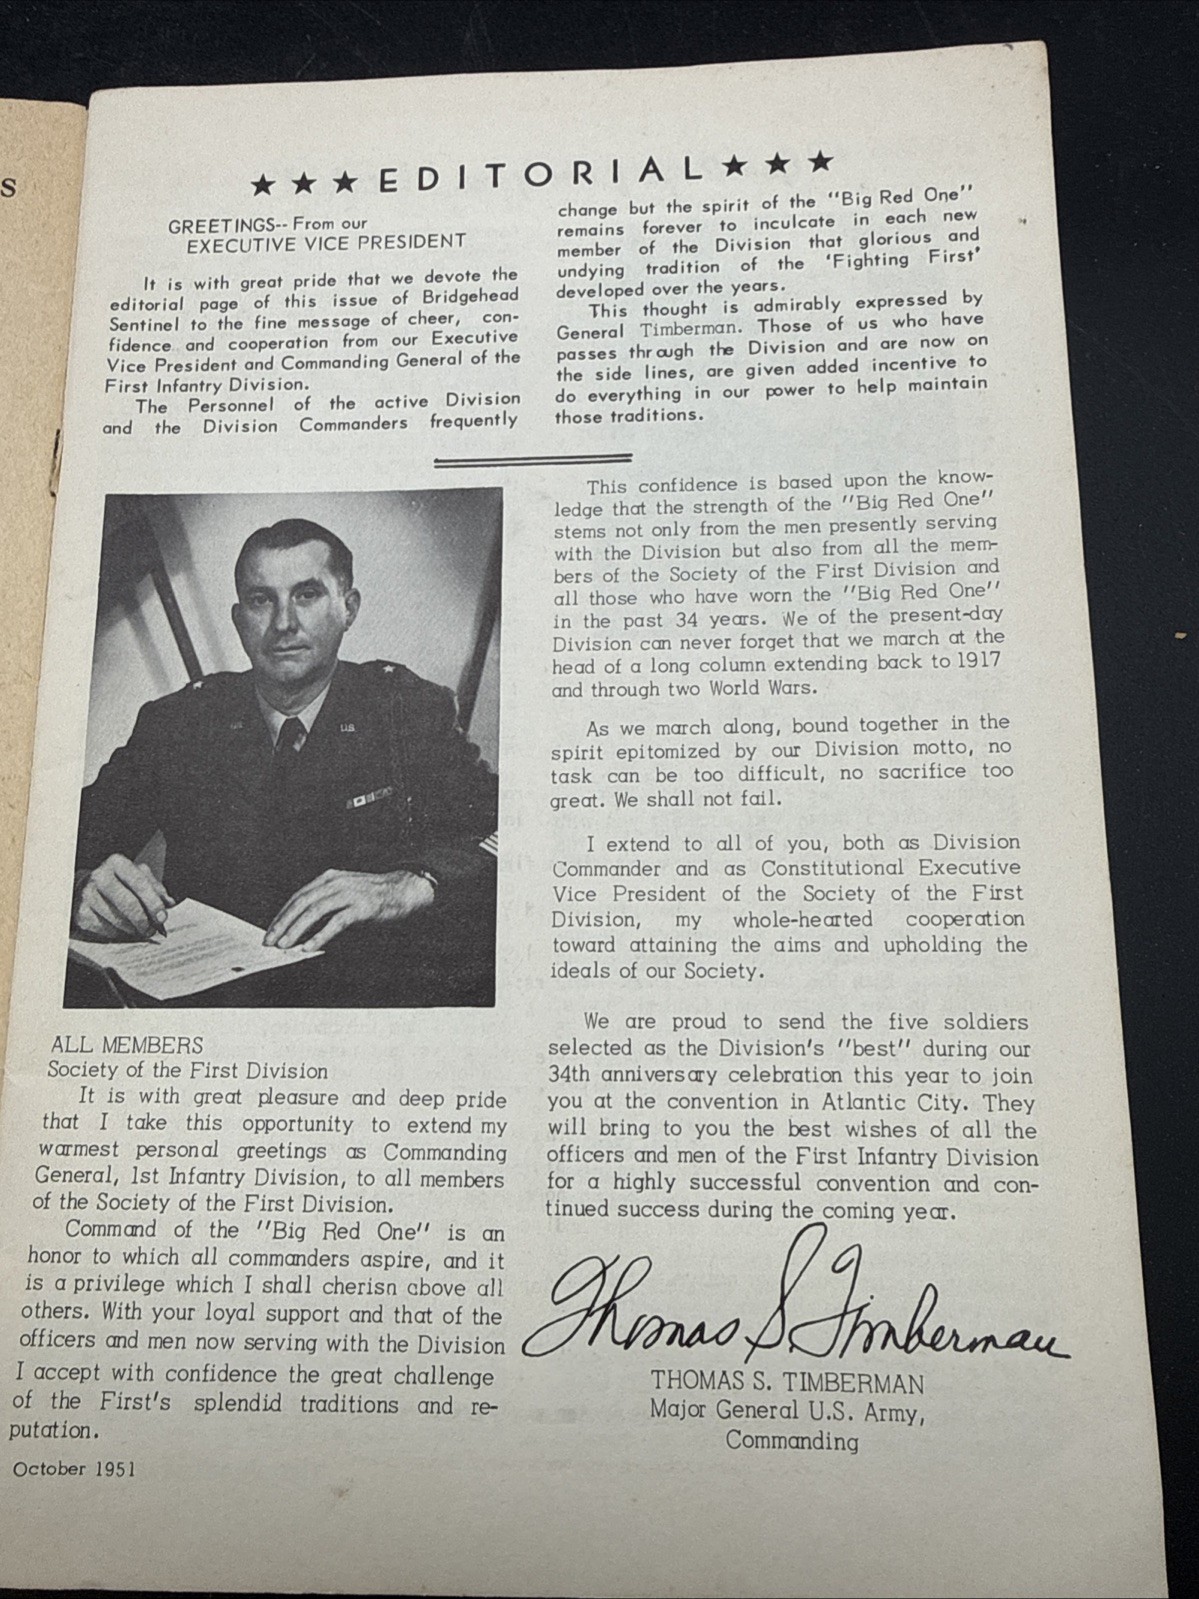 S
★ ★ ★ EDITORIAL ★ ★ ★
GREETINGS-- From our
EXECUTIVE VICE PRESIDENT
It is with great pride that we devote the
editorial page of this issue of Bridgehead
Sentinel to the fine message of cheer, con-
fidence and cooperation from our Executive
Vice President and Commanding General of the
First Infantry Division.
The Personnel of the active Division
and the Division Commanders frequently
change but the spirit of the "Big Red One"
remains forever to inculcate in each new
member of the Division that glorious and
undying tradition of the 'Fighting First'
developed over the years.
This thought is admirably expressed by
General Timberman. Those of us who have
passes through the Division and are now on
the side lines, are given added incentive to
do everything in our power to help maintain
those traditions.
U.S.
ALL MEMBERS
Society of the First Division
It is with great pleasure and deep pride
that I take this opportunity to extend my
warmest personal greetings as Commanding
General, 1st Infantry Division, to all members
of the Society of the First Division.
Command of the "Big Red One" is an
honor to which all commanders aspire, and it
is a privilege which I shall cherisn above all
others. With your loyal support and that of the
officers and men now serving with the Division
I accept with confidence the great challenge
of the First's splendid traditions and re-
putation.
October 1951
This confidence is based upon the know-
ledge that the strength of the "Big Red One"
stems not only from the men presently serving
with the Division but also from all the mem-
bers of the Society of the First Division and
all those who have worn the "Big Red One"
in the past 34 years. We of the present-day
Division can never forget that we march at the
head of a long column extending back to 1917
and through two World Wars.
As we march along, bound together in the
spirit epitomized by our Division motto, no
task can be too difficult, no sacrifice too
great. We shall not fail.
I extend to all of you, both as Division
Commander and as Constitutional Executive
Vice President of the Society of the First
Division, my whole-hearted cooperation
toward attaining the aims and upholding the
ideals of our Society.
We are proud to send the five soldiers
selected as the Division's "best" during our
34th anniversary celebration this year to join
you at the convention in Atlantic City. They
will bring to you the best wishes of all the
officers and men of the First Infantry Division
for a highly successful convention and con-
tinued success during the coming year.
Thomas S. Timberman
THOMAS S. TIMBERMAN
Major General U.S. Army,
Commanding